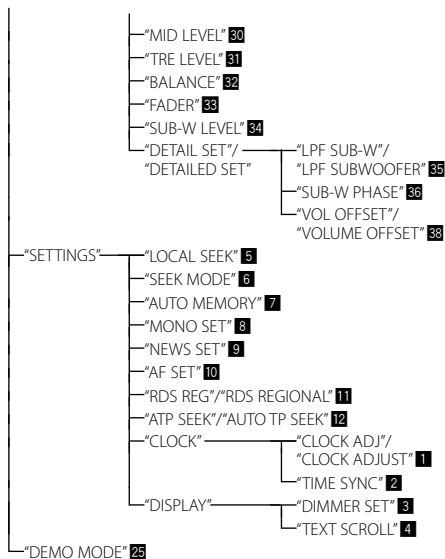 “MID LEVEL” 30
“TRE LEVEL” 31
“BALANCE” 32
“FADER” 33
“SUB-W LEVEL” 34
“DETAIL SET”/ “LPF SUB-W”/
“DETAILED SET” “LPF SUBWOOFER” 35
“SUB-W PHASE” 36
“VOL OFFSET”/
“VOLUME OFFSET” 38
“SETTINGS” “LOCAL SEEK” 5
“SEEK MODE” 6
“AUTO MEMORY” 7
“MONO SET” 8
“NEWS SET” 9
“AF SET” 10
“RDS REG”/“RDS REGIONAL” 11
“ATP SEEK”/“AUTO TP SEEK” 12
“CLOCK” “CLOCK ADJ”/
“CLOCK ADJUST” 1
“TIME SYNC” 2
“DISPLAY” “DIMMER SET” 3
“TEXT SCROLL” 4
“DEMO MODE” 25